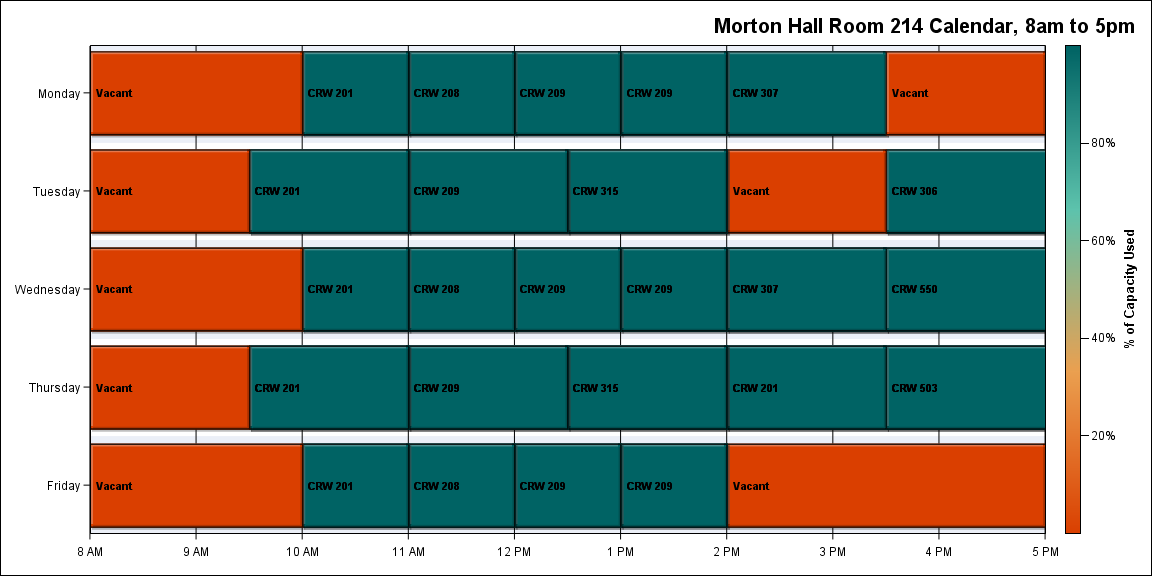 Morton Hall Room 214 Calendar, 8am to 5pm
Monday Vacant CRW 201 CRW 208 CRW 209 CRW 209 CRW 307 Vacant
80%
Tuesday Vacant CRW 201 CRW 209 CRW 315 Vacant CRW 306
60%
Wednesday Vacant CRW 201 CRW 208 CRW 209 CRW 209 CRW 307 CRW 550
% of Capacity Used
40%
Thursday Vacant CRW 201 CRW 209 CRW 315 CRW 201 CRW 503
20%
Friday Vacant CRW 201 CRW 208 CRW 209 CRW 209 Vacant
8 AM 9 AM 10 AM 11 AM 12 PM 1 PM 2 PM 3 PM 4 PM 5 PM